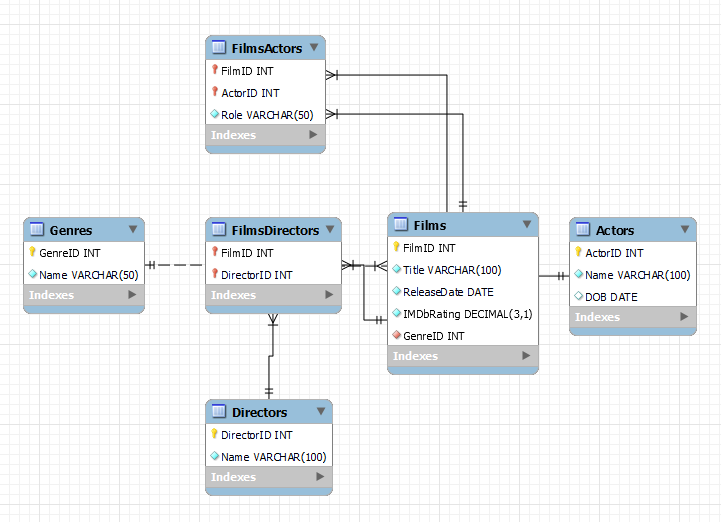 FilmsActors
FilmID INT
ActorID INT
Role VARCHAR(50)
Indexes
Genres
GenreID INT
Name VARCHAR(50)
Indexes
FilmsDirectors
FilmID INT
DirectorID INT
Indexes
Films
FilmID INT
Title VARCHAR(100)
ReleaseDate DATE
IMDbRating DECIMAL(3,1)
GenreID INT
Indexes
Actors
ActorID INT
Name VARCHAR(100)
DOB DATE
Indexes
Directors
DirectorID INT
Name VARCHAR(100)
Indexes